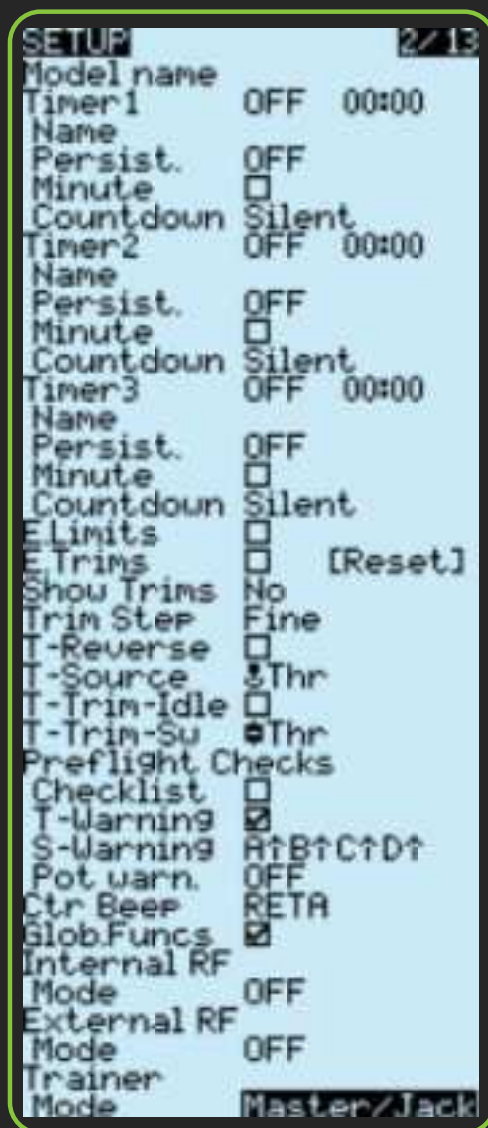 SETUP 2/13
Model name
Timer1 OFF 00:00
Name
Persist. OFF
Minute
Countdown Silent
Timer2 OFF 00:00
Name
Persist. OFF
Minute
Countdown Silent
Timer3 OFF 00:00
Name
Persist. OFF
Minute
Countdown Silent
E.Limits
E.Trims [Reset]
Show Trims No
Trim Step Fine
T-Reverse
T-Source Thr
T-Trim-Idle
T-Trim-Sw Thr
Preflight Checks
Checklist
T-Warning
S-Warning A↑B↑C↑D↑
Pot warn. OFF
Ctr Beep RETA
Glob.Funcs
Internal RF
Mode OFF
External RF
Mode OFF
Trainer
Mode Master/Jack